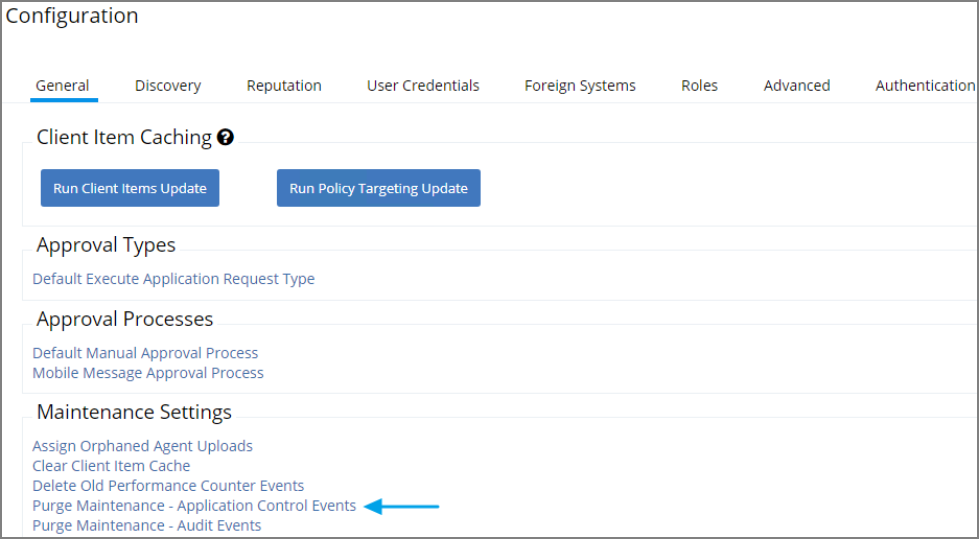 Configuration
General Discovery Reputation User Credentials Foreign Systems Roles Advanced Authentication
Client Item Caching ?
Run Client Items Update Run Policy Targeting Update
Approval Types
Default Execute Application Request Type
Approval Processes
Default Manual Approval Process
Mobile Message Approval Process
Maintenance Settings
Assign Orphaned Agent Uploads
Clear Client Item Cache
Delete Old Performance Counter Events
Purge Maintenance - Application Control Events
Purge Maintenance - Audit Events